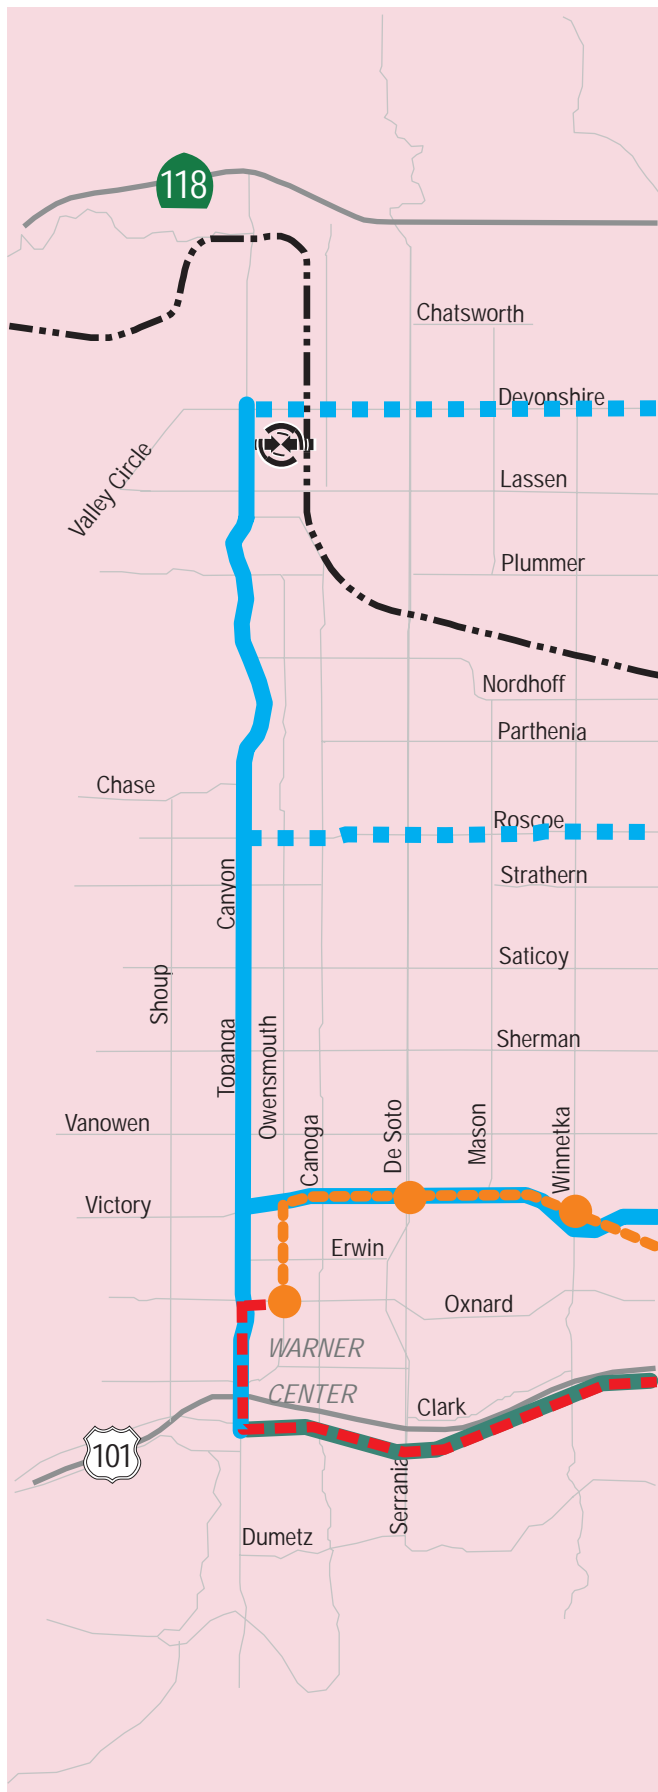 118
Chatsworth
Devonshire
Valley Circle
Lassen
Plummer
Nordhoff
Parthenia
Chase
Roscoe
Strathern
Canyon
Saticoy
Shoup
Topanga
Owensmouth
Sherman
Vanowen
Canoga
De Soto
Mason
Winnetka
Victory
Erwin
Oxnard
WARNER
CENTER
Clark
101
Serrania
Dumetz